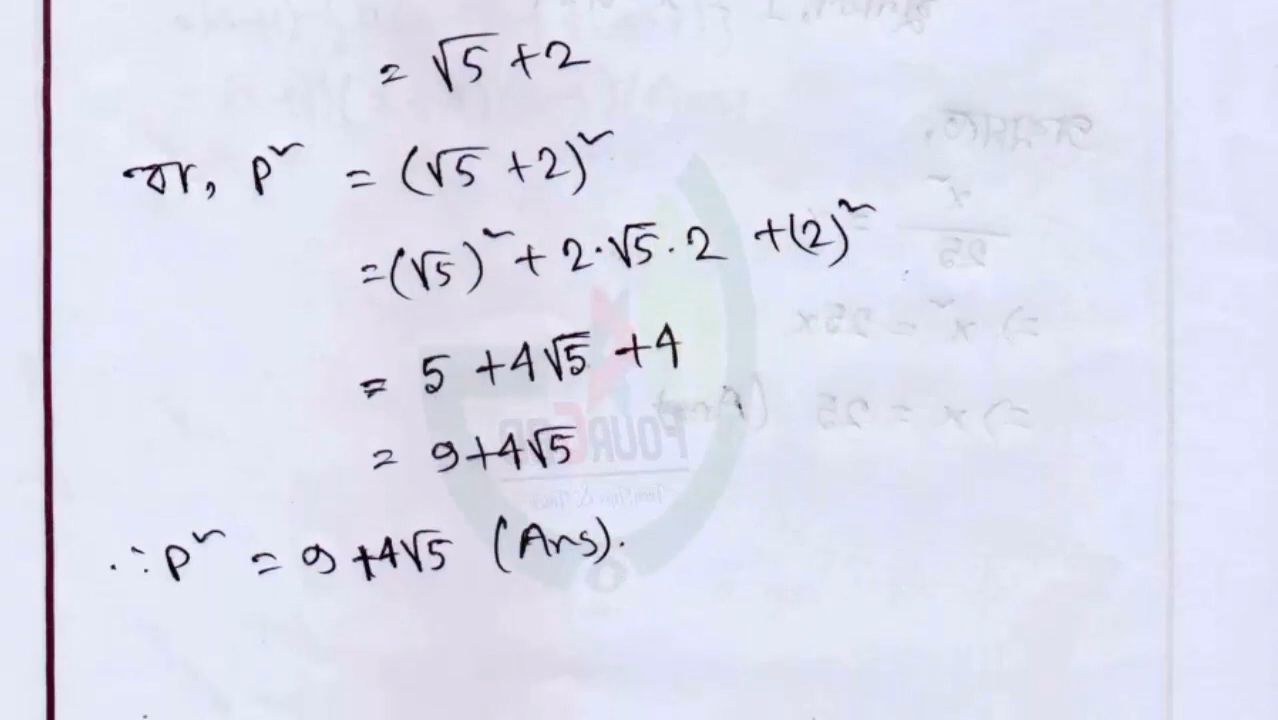 = √5 + 2
বা, p² = (√5 + 2)²
= (√5)² + 2·√5·2 + (2)²
= 5 + 4√5 + 4
= 9 + 4√5
∴ p² = 9 + 4√5 (Ans).